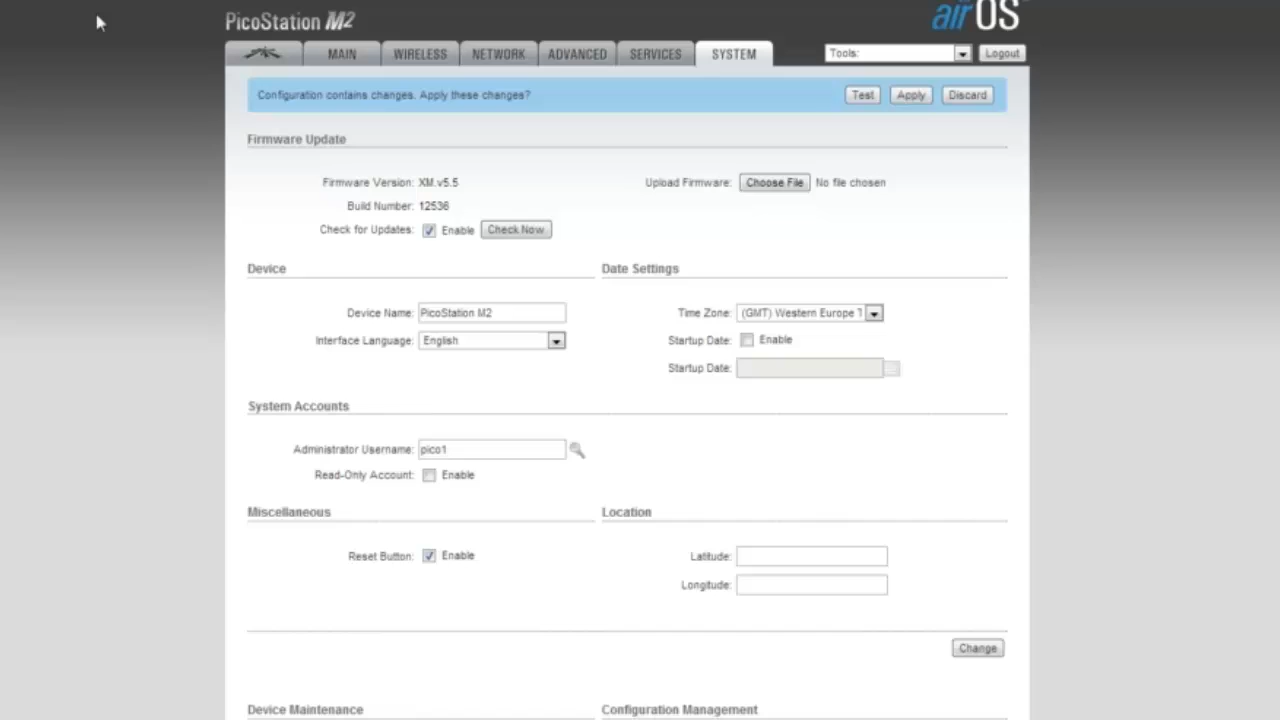 PicoStation M2
airOS
MAIN WIRELESS NETWORK ADVANCED SERVICES SYSTEM Tools: Logout
Configuration contains changes. Apply these changes? Test Apply Discard
Firmware Update
Firmware Version: XM.v5.5 Upload Firmware: Choose File No file chosen
Build Number: 12536
Check for Updates: Enable Check Now
Device Date Settings
Device Name: PicoStation M2 Time Zone: (GMT) Western Europe T
Interface Language: English Startup Date: Enable
Startup Date:
System Accounts
Administrator Username: pico1
Read-Only Account: Enable
Miscellaneous Location
Reset Button: Enable Latitude:
Longitude:
Change
Device Maintenance Configuration Management